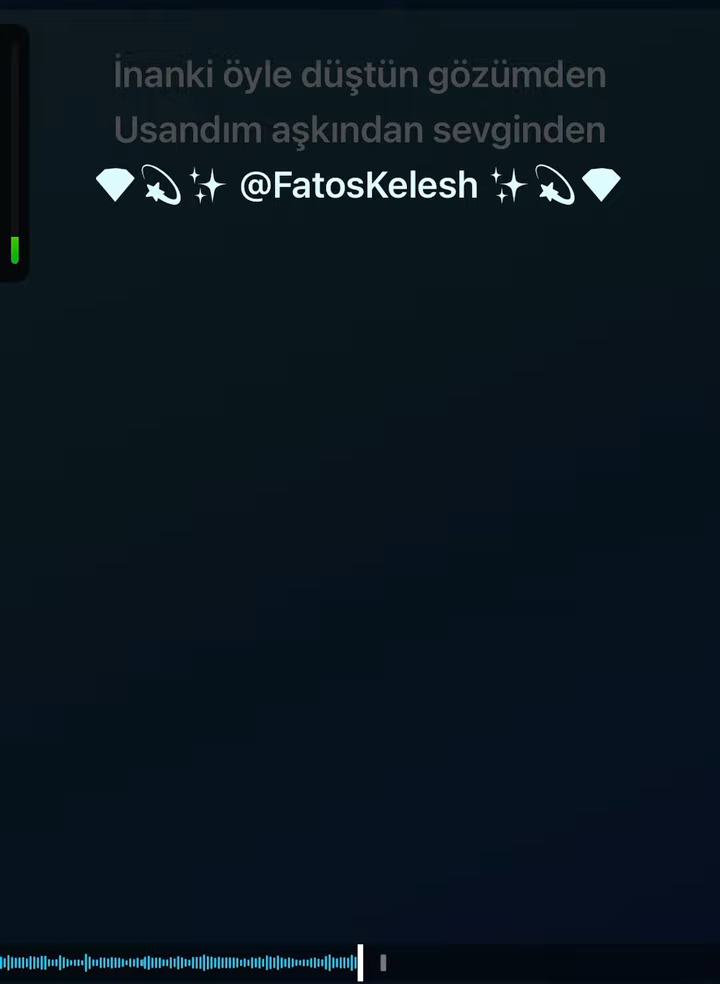 İnanki öyle düştün gözümden
Usandım aşkından sevginden
💎💫✨ @FatosKelesh ✨💫💎